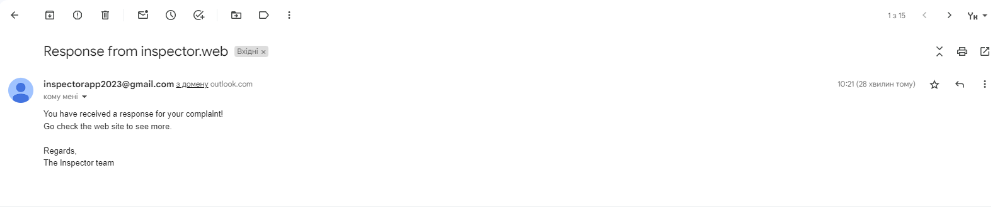 1 з 15
Ун
Response from inspector.web Вхідні ×
inspectorapp2023@gmail.com з домену outlook.com
10:21 (28 хвилин тому)
кому мені
You have received a response for your complaint!
Go check the web site to see more.
Regards,
The Inspector team